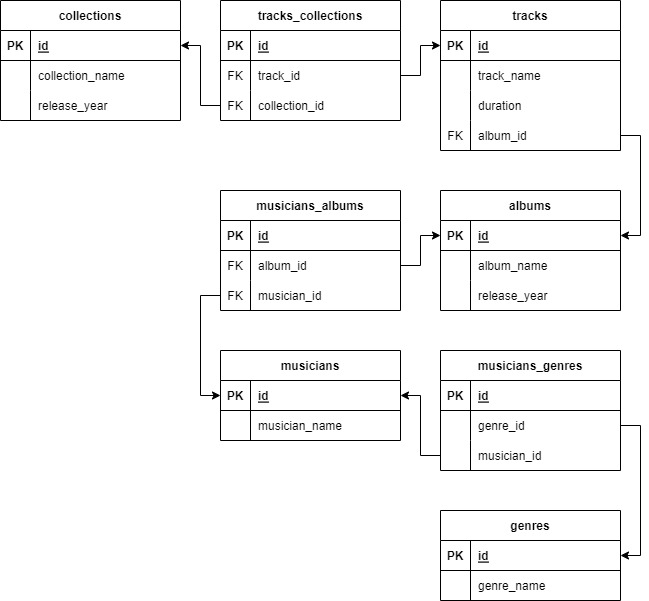 collections
PK id
collection_name
release_year
tracks_collections
PK id
FK track_id
FK collection_id
tracks
PK id
track_name
duration
FK album_id
musicians_albums
PK id
FK album_id
FK musician_id
albums
PK id
album_name
release_year
musicians
PK id
musician_name
musicians_genres
PK id
genre_id
musician_id
genres
PK id
genre_name